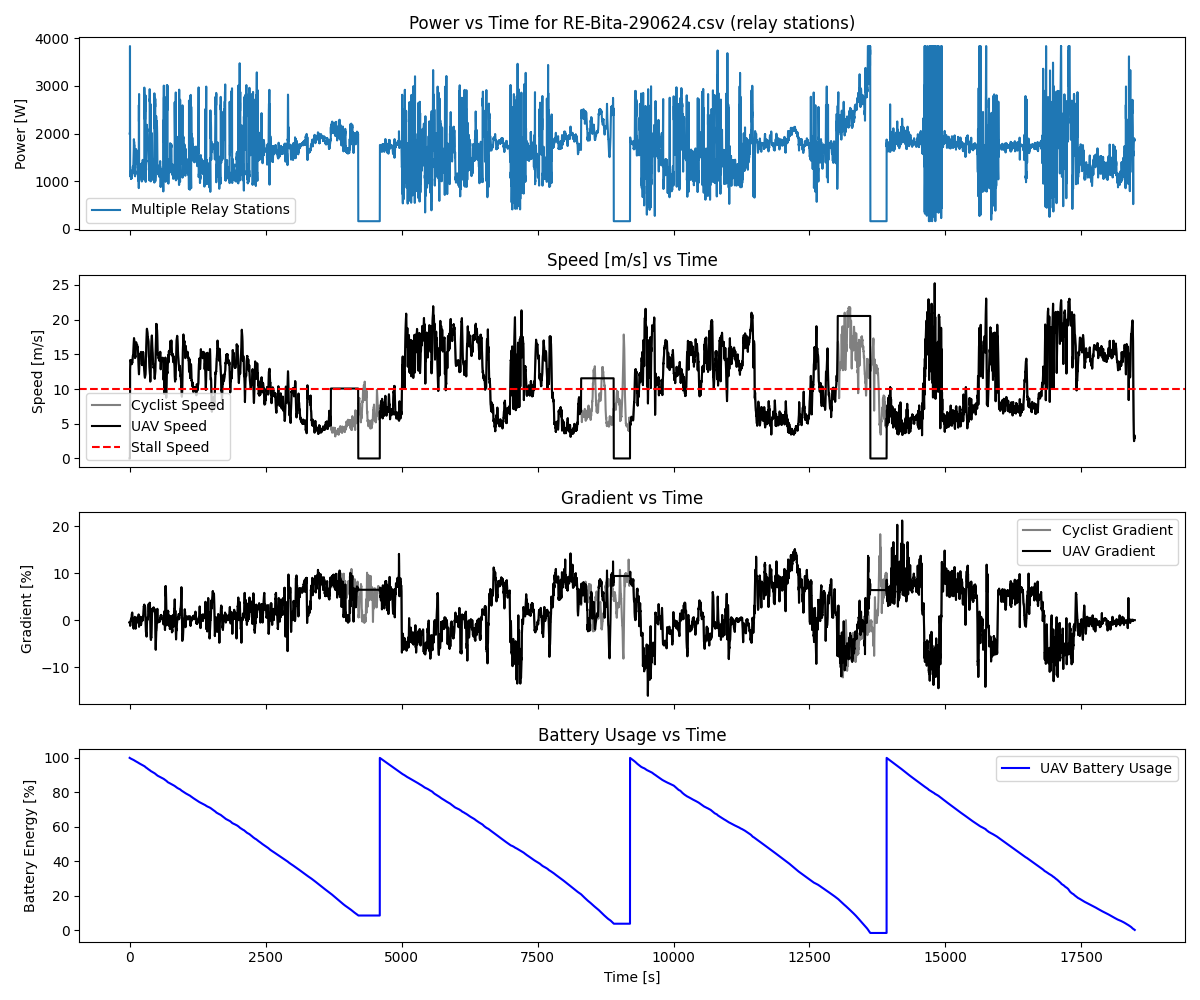 Power vs Time for RE-Bita-290624.csv (relay stations)
4000
3000
2000
1000
0
Power [W]
Multiple Relay Stations
Speed [m/s] vs Time
25
20
15
10
5
0
Speed [m/s]
Cyclist Speed
UAV Speed
Stall Speed
Gradient vs Time
20
10
0
−10
Gradient [%]
Cyclist Gradient
UAV Gradient
Battery Usage vs Time
100
80
60
40
20
0
Battery Energy [%]
UAV Battery Usage
0 2500 5000 7500 10000 12500 15000 17500
Time [s]